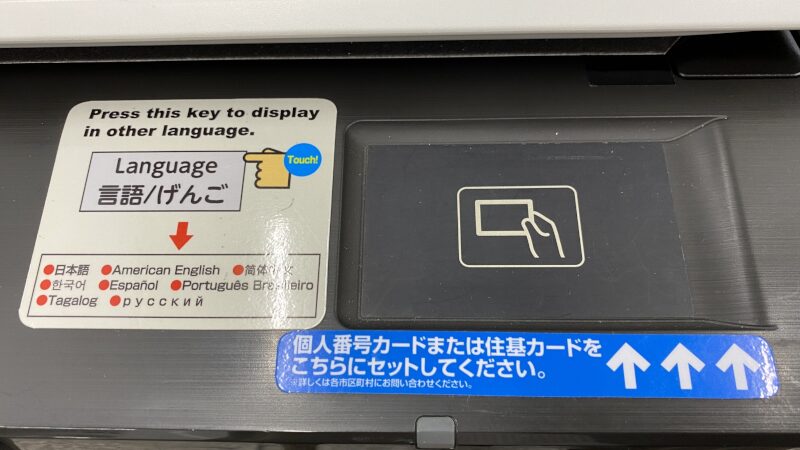 Press this key to display
in other language.
Language
言語/げんご
Touch!
●日本語 ●American English ●简体中文
●한국어 ●Español ●Português Brasileiro
●Tagalog ●русский
個人番号カードまたは住基カードを
こちらにセットしてください。
※詳しくは各市区町村にお問い合わせください。